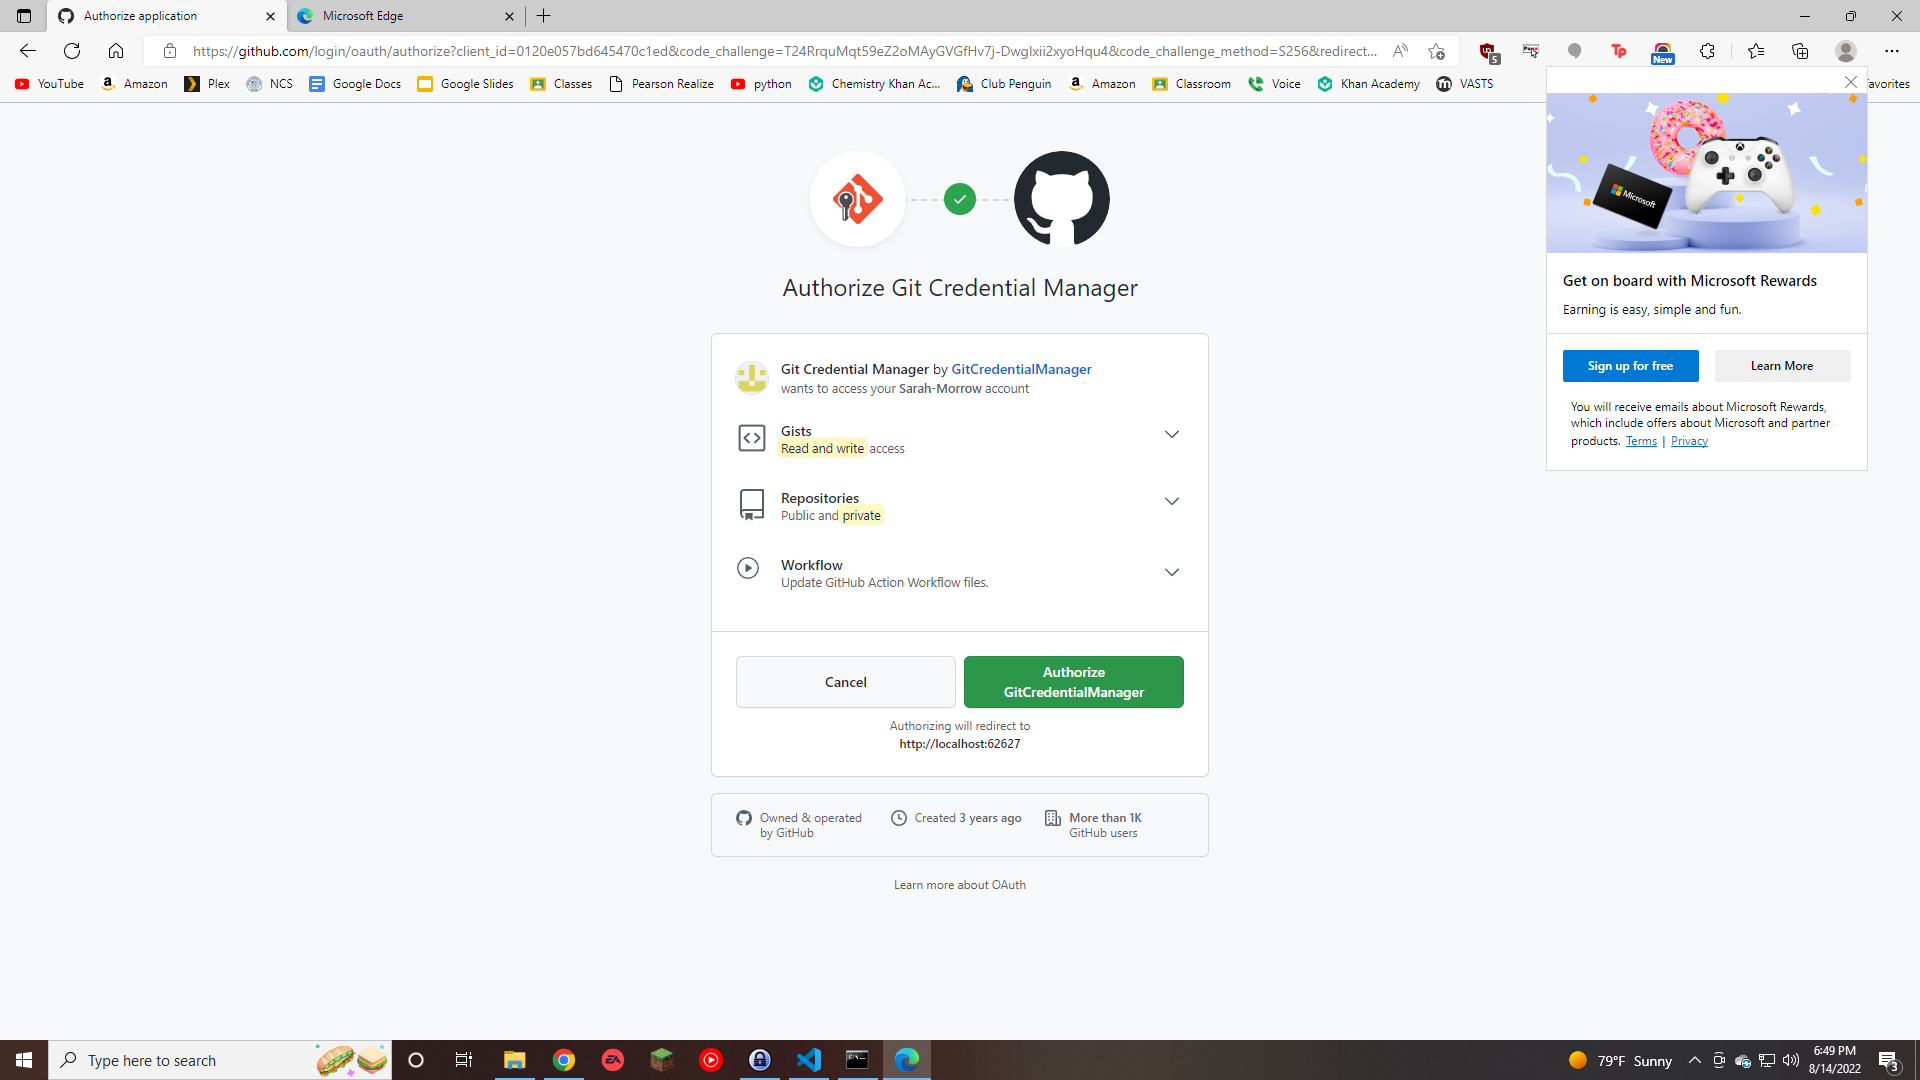 Authorize application
Microsoft Edge
https://github.com/login/oauth/authorize?client_id=0120e057bd645470c1ed&code_challenge=T24RrquMqt59eZ2oMAyGVGfHv7j-Dwglxii2xyoHqu4&code_challenge_method=S256&redirect...
5
New
YouTube
Amazon
Plex
NCS
Google Docs
Google Slides
Classes
Pearson Realize
python
Chemistry Khan Ac...
Club Penguin
Amazon
Classroom
Voice
Khan Academy
VASTS
favorites
Microsoft
Get on board with Microsoft Rewards
Earning is easy, simple and fun.
Sign up for free
Learn More
You will receive emails about Microsoft Rewards,
which include offers about Microsoft and partner
products. Terms | Privacy
Authorize Git Credential Manager
Git Credential Manager by GitCredentialManager
wants to access your Sarah-Morrow account
Gists
Read and write access
Repositories
Public and private
Workflow
Update GitHub Action Workflow files.
Cancel
Authorize
GitCredentialManager
Authorizing will redirect to
http://localhost:62627
Owned & operated
by GitHub
Created 3 years ago
More than 1K
GitHub users
Learn more about OAuth
Type here to search
79°F Sunny
6:49 PM
8/14/2022
3